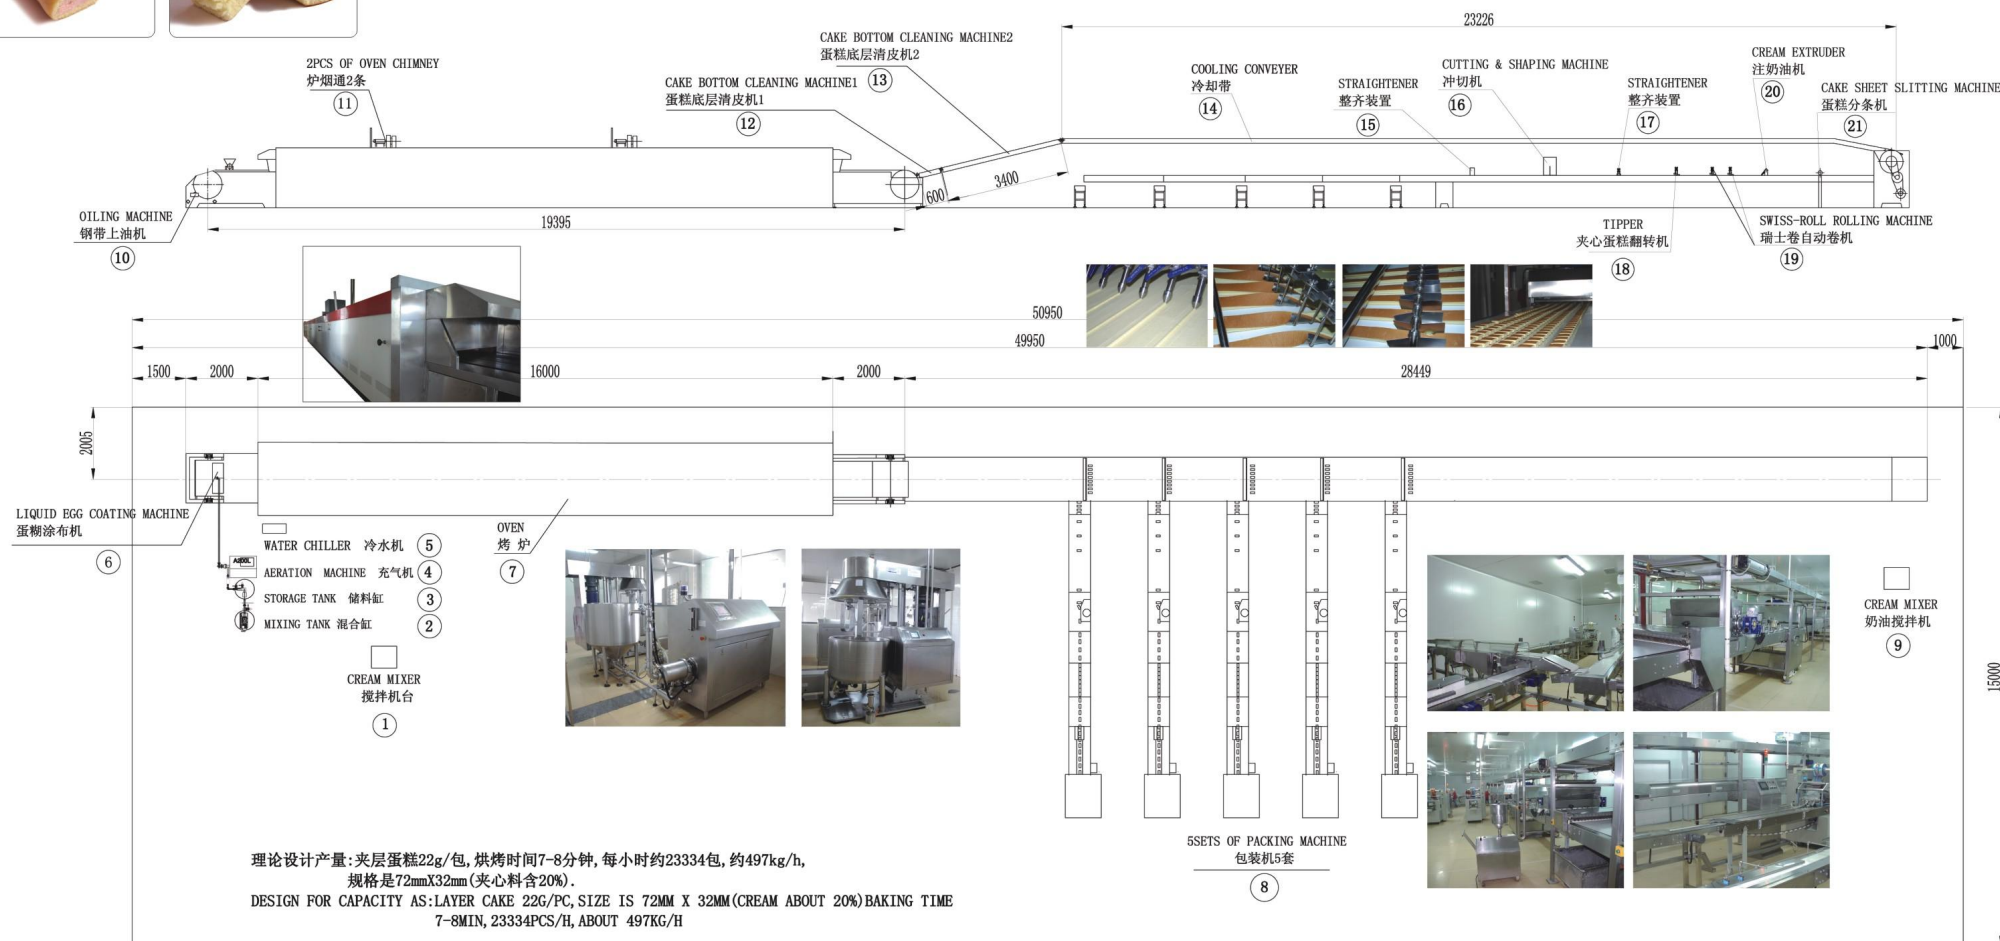 23226
CAKE BOTTOM CLEANING MACHINE2
蛋糕底层清皮机2
13
2PCS OF OVEN CHIMNEY
炉烟通2条
11
CAKE BOTTOM CLEANING MACHINE1
蛋糕底层清皮机1
12
COOLING CONVEYER
冷却带
14
STRAIGHTENER
整齐装置
15
CUTTING & SHAPING MACHINE
冲切机
16
STRAIGHTENER
整齐装置
17
CREAM EXTRUDER
注奶油机
20
CAKE SHEET SLITTING MACHINE
蛋糕分条机
21
600
3400
OILING MACHINE
钢带上油机
10
19395
TIPPER
夹心蛋糕翻转机
18
SWISS-ROLL ROLLING MACHINE
瑞士卷自动卷机
19
50950
49950
1000
1500
2000
16000
2000
28449
2005
LIQUID EGG COATING MACHINE
蛋糊涂布机
6
WATER CHILLER 冷水机 5
A200L
AERATION MACHINE 充气机 4
STORAGE TANK 储料缸 3
MIXING TANK 混合缸 2
OVEN
烤 炉
7
CREAM MIXER
搅拌机台
1
CREAM MIXER
奶油搅拌机
9
15000
5SETS OF PACKING MACHINE
包装机5套
8
理论设计产量:夹层蛋糕22g/包,烘烤时间7-8分钟,每小时约23334包,约497kg/h,
规格是72mmX32mm(夹心料含20%).
DESIGN FOR CAPACITY AS:LAYER CAKE 22G/PC,SIZE IS 72MM X 32MM(CREAM ABOUT 20%)BAKING TIME
7-8MIN,23334PCS/H,ABOUT 497KG/H